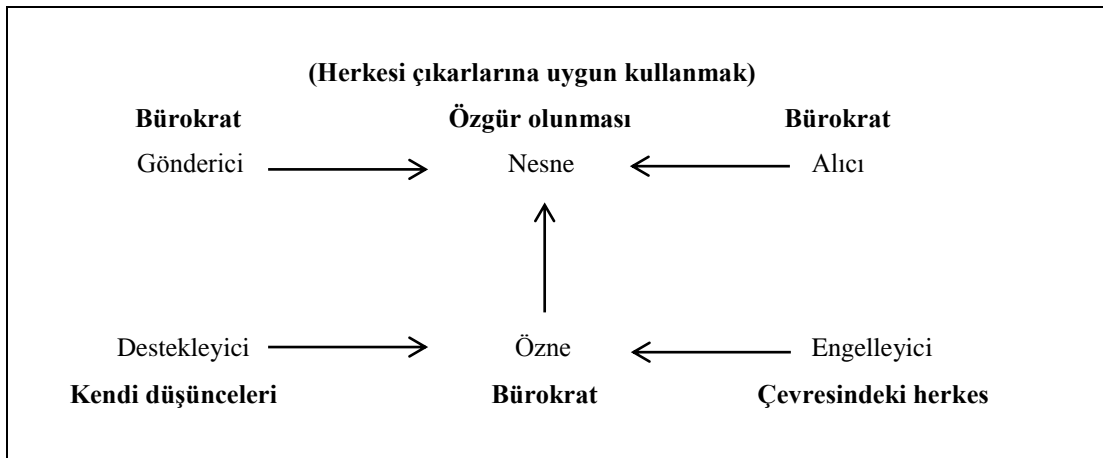 (Herkesi çıkarlarına uygun kullanmak)
Bürokrat Özgür olunması Bürokrat
Gönderici Nesne Alıcı
Destekleyici Özne Engelleyici
Kendi düşünceleri Bürokrat Çevresindeki herkes